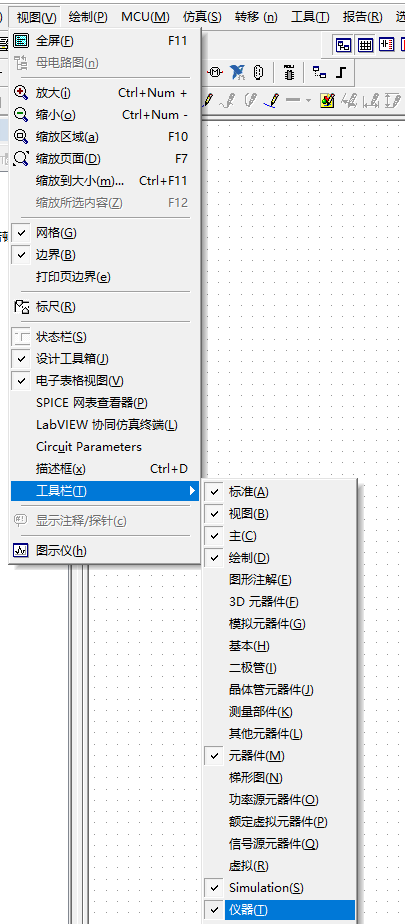 视图(V) 绘制(P) MCU(M) 仿真(S) 转移 (n) 工具(T) 报告(R)
全屏(F) F11
母电路图(n)
放大(i) Ctrl+Num +
缩小(o) Ctrl+Num -
缩放区域(a) F10
缩放页面(D) F7
缩放到大小(m)... Ctrl+F11
缩放所选内容(Z) F12
网格(G)
边界(B)
打印页边界(e)
标尺(R)
状态栏(S)
设计工具箱(J)
电子表格视图(V)
SPICE 网表查看器(P)
LabVIEW 协同仿真终端(L)
Circuit Parameters
描述框(x) Ctrl+D
工具栏(T)
显示注释/探针(c)
图示仪(h)
标准(A)
视图(B)
主(C)
绘制(D)
图形注解(E)
3D 元器件(F)
模拟元器件(G)
基本(H)
二极管(I)
晶体管元器件(J)
测量部件(K)
其他元器件(L)
元器件(M)
梯形图(N)
功率源元器件(O)
额定虚拟元器件(P)
信号源元器件(Q)
虚拟(R)
Simulation(S)
仪器(T)